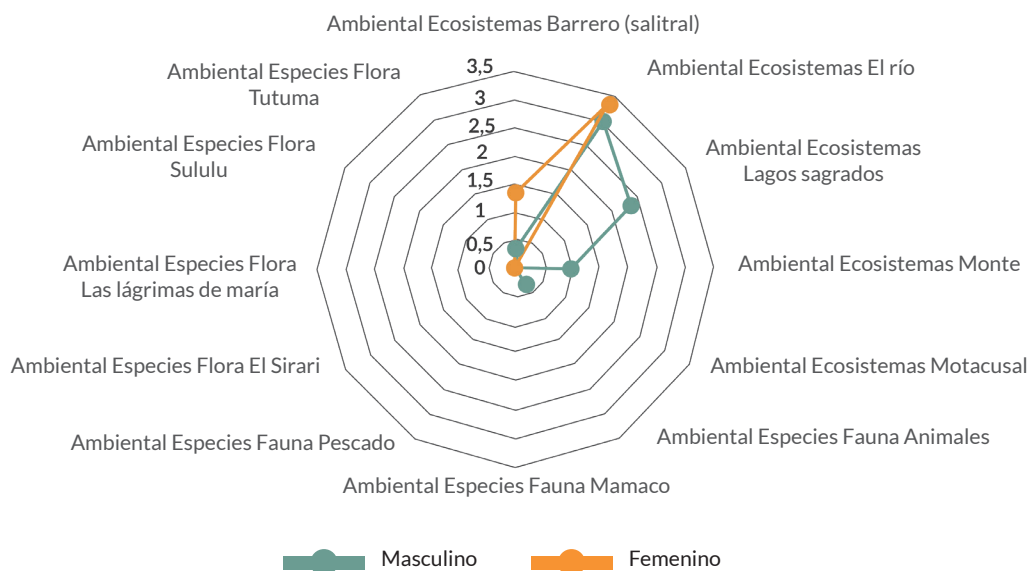 Ambiental Ecosistemas Barrero (salitral)
Ambiental Ecosistemas El río
Ambiental Ecosistemas
Lagos sagrados
Ambiental Ecosistemas Monte
Ambiental Ecosistemas Motacusal
Ambiental Especies Fauna Animales
Ambiental Especies Fauna Mamaco
Ambiental Especies Fauna Pescado
Ambiental Especies Flora El Sirari
Ambiental Especies Flora
Las lágrimas de maría
Ambiental Especies Flora
Sululu
Ambiental Especies Flora
Tutuma
3,5
3
2,5
2
1,5
1
0,5
0
Masculino
Femenino